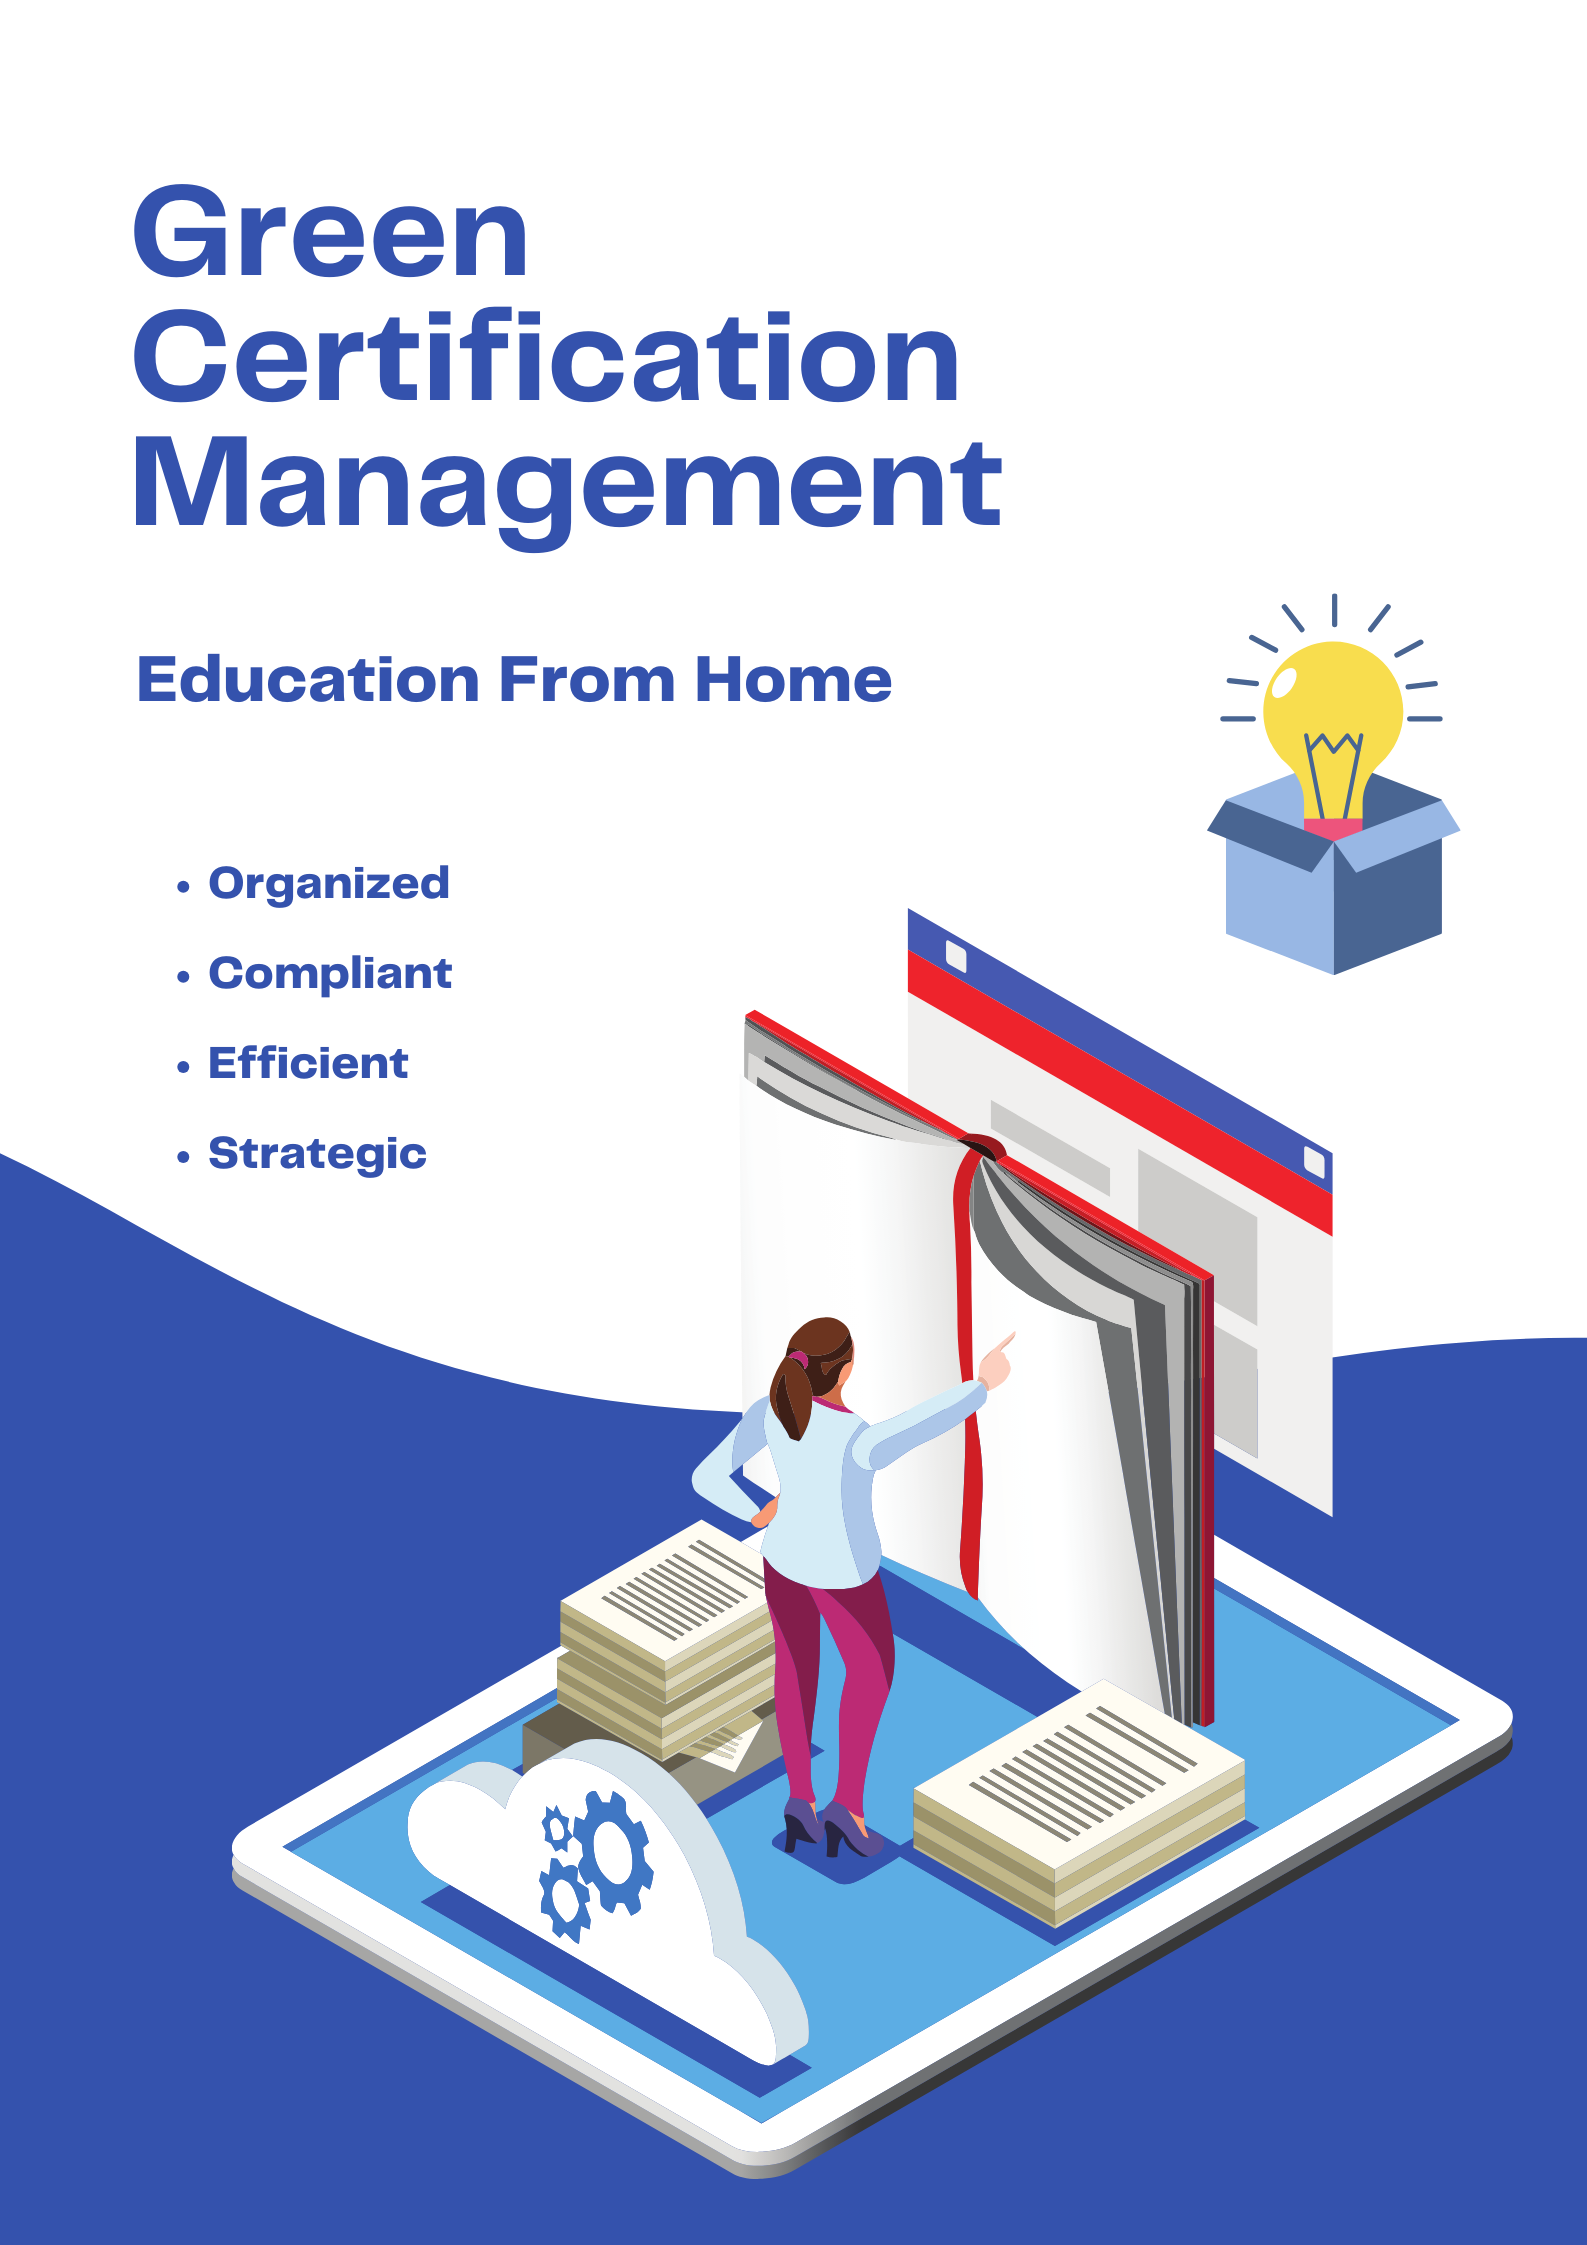 Green
Certification
Management
Education From Home
• Organized
• Compliant
• Efficient
• Strategic